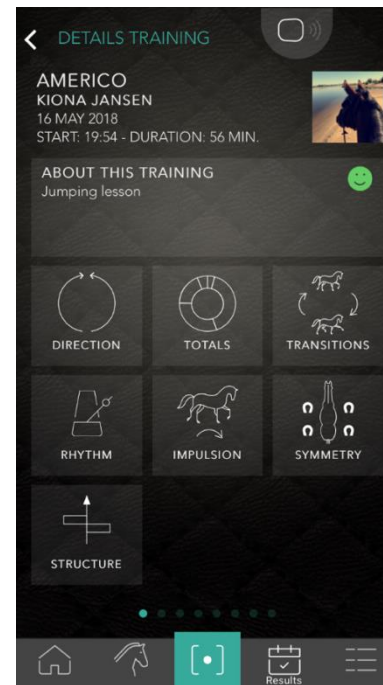 DETAILS TRAINING
AMERICO
KIONA JANSEN
16 MAY 2018
START: 19:54 - DURATION: 56 MIN.
ABOUT THIS TRAINING
Jumping lesson
DIRECTION
TOTALS
TRANSITIONS
RHYTHM
IMPULSION
SYMMETRY
STRUCTURE
Results